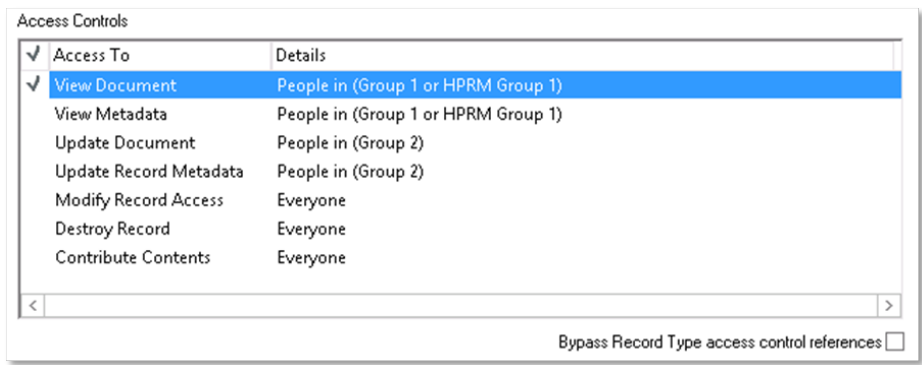 Access Controls
Access To Details
View Document People in (Group 1 or HPRM Group 1)
View Metadata People in (Group 1 or HPRM Group 1)
Update Document People in (Group 2)
Update Record Metadata People in (Group 2)
Modify Record Access Everyone
Destroy Record Everyone
Contribute Contents Everyone
Bypass Record Type access control references